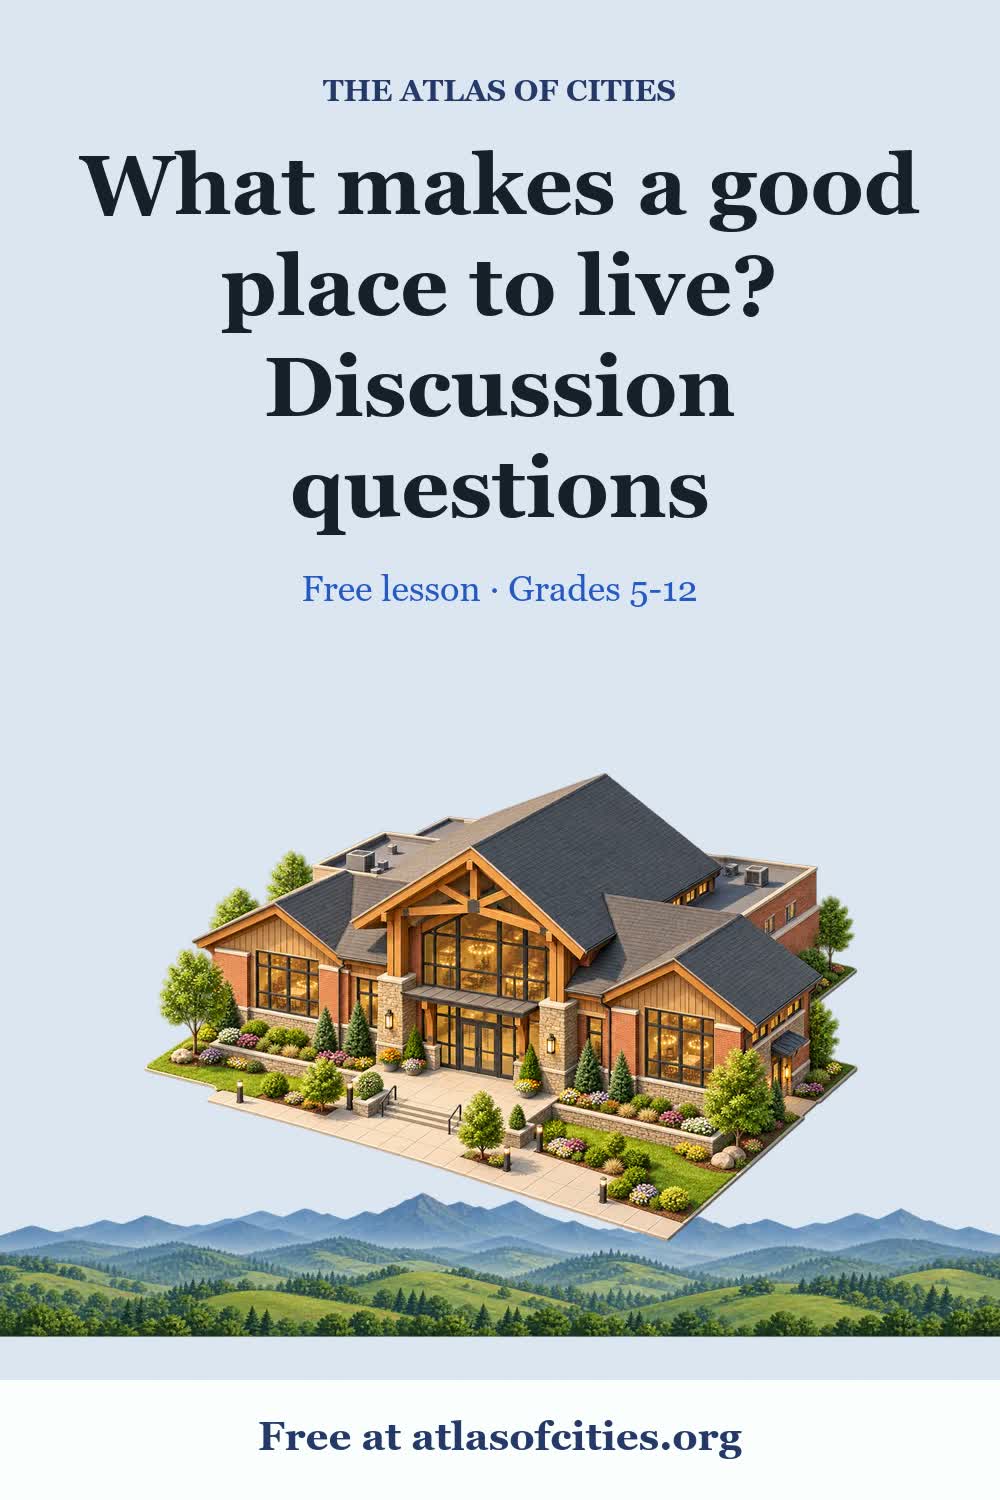 THE ATLAS OF CITIES
What makes a good
place to live?
Discussion
questions
Free lesson · Grades 5-12
Free at atlasofcities.org